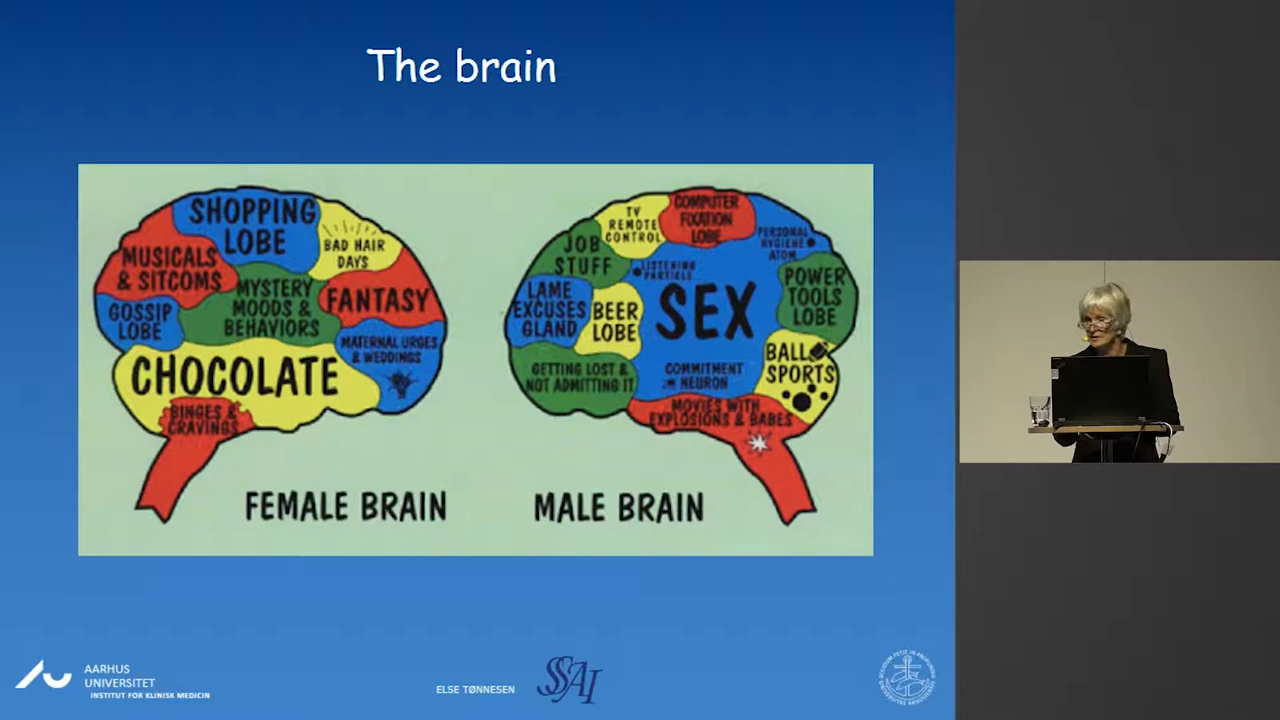 The brain
SHOPPING
LOBE
BAD HAIR
DAYS
MUSICALS
& SITCOMS
MYSTERY
MOODS &
BEHAVIORS
FANTASY
GOSSIP
LOBE
MATERNAL URGES
& WEDDINGS
CHOCOLATE
BINGES &
CRAVINGS
FEMALE BRAIN
TV
REMOTE
CONTROL
COMPUTER
FIXATION
LOBE
PERSONAL
HYGIENE
ATOM
JOB
STUFF
LISTENING
PARTICLE
POWER
TOOLS
LOBE
LAME
EXCUSES
GLAND
BEER
LOBE
SEX
BALL
SPORTS
GETTING LOST &
NOT ADMITTING IT
COMMITMENT
NEURON
MOVIES WITH
EXPLOSIONS & BABES
MALE BRAIN
AARHUS
UNIVERSITET
INSTITUT FOR KLINISK MEDICIN
ELSE TØNNESEN
SSAI